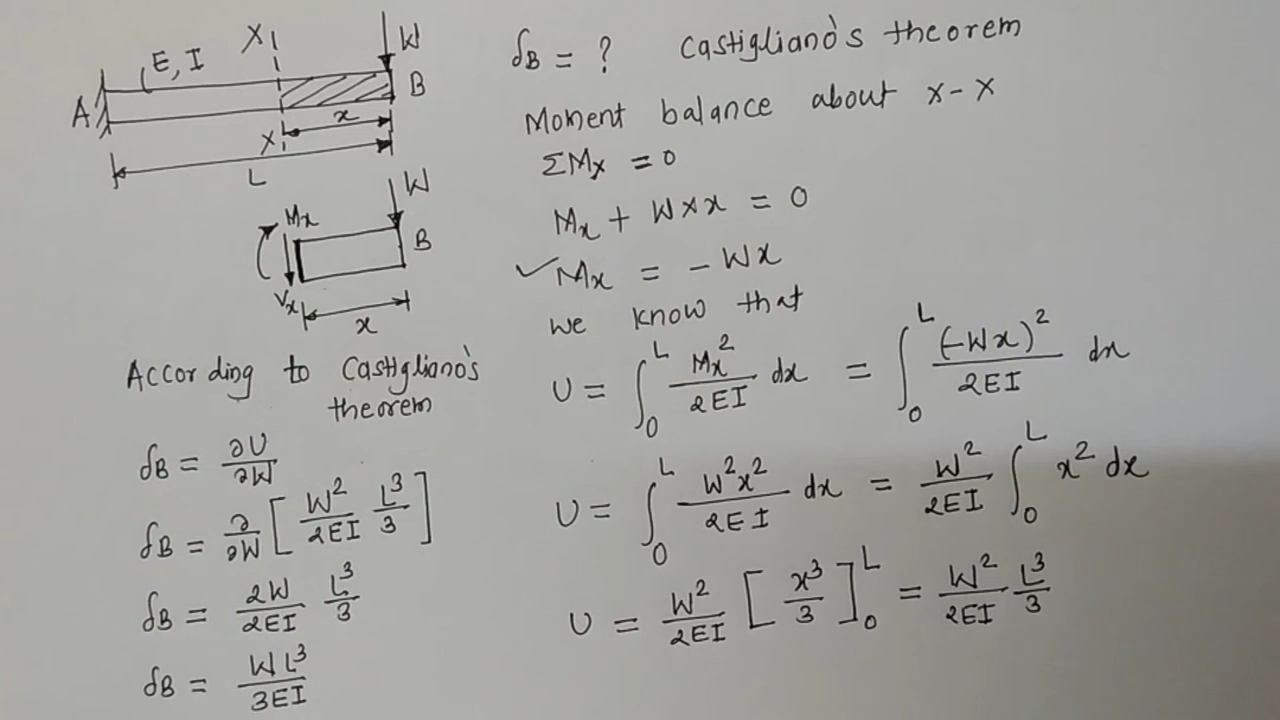 E, I
X
W
A
B
x
X
L
W
Mx
B
Vx
x
δB = ? Castigliano's theorem
Moment balance about x-x
ΣMx = 0
Mx + W×x = 0
✓Mx = -Wx
we know that
U = ∫₀ᴸ Mx²/2EI dx = ∫₀ᴸ (-Wx)²/2EI dx
U = ∫₀ᴸ W²x²/2EI dx = W²/2EI ∫₀ᴸ x² dx
U = W²/2EI [x³/3]₀ᴸ = W²/2EI L³/3
According to Castigliano's
theorem
δB = ∂U/∂W
δB = ∂/∂W [W²/2EI L³/3]
δB = 2W/2EI L³/3
δB = WL³/3EI